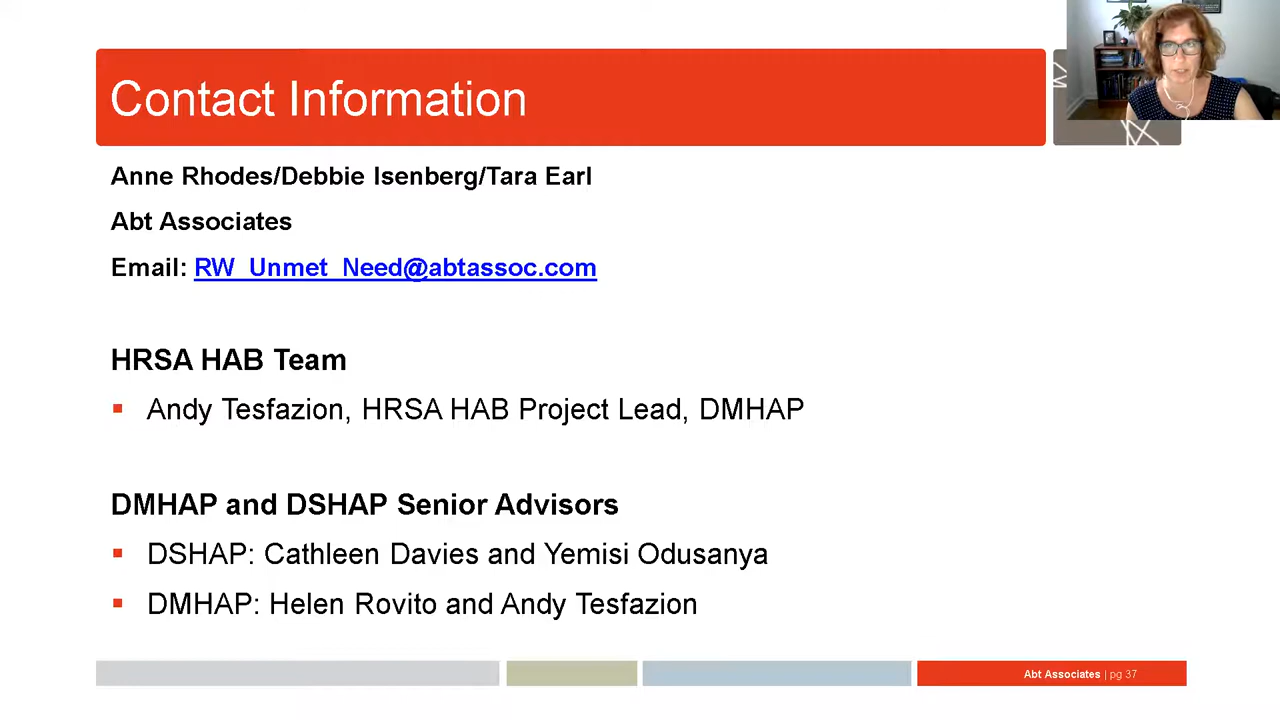 Contact Information
Anne Rhodes/Debbie Isenberg/Tara Earl
Abt Associates
Email: RW_Unmet_Need@abtassoc.com
HRSA HAB Team
▪ Andy Tesfazion, HRSA HAB Project Lead, DMHAP
DMHAP and DSHAP Senior Advisors
▪ DSHAP: Cathleen Davies and Yemisi Odusanya
▪ DMHAP: Helen Rovito and Andy Tesfazion
Abt Associates | pg 37